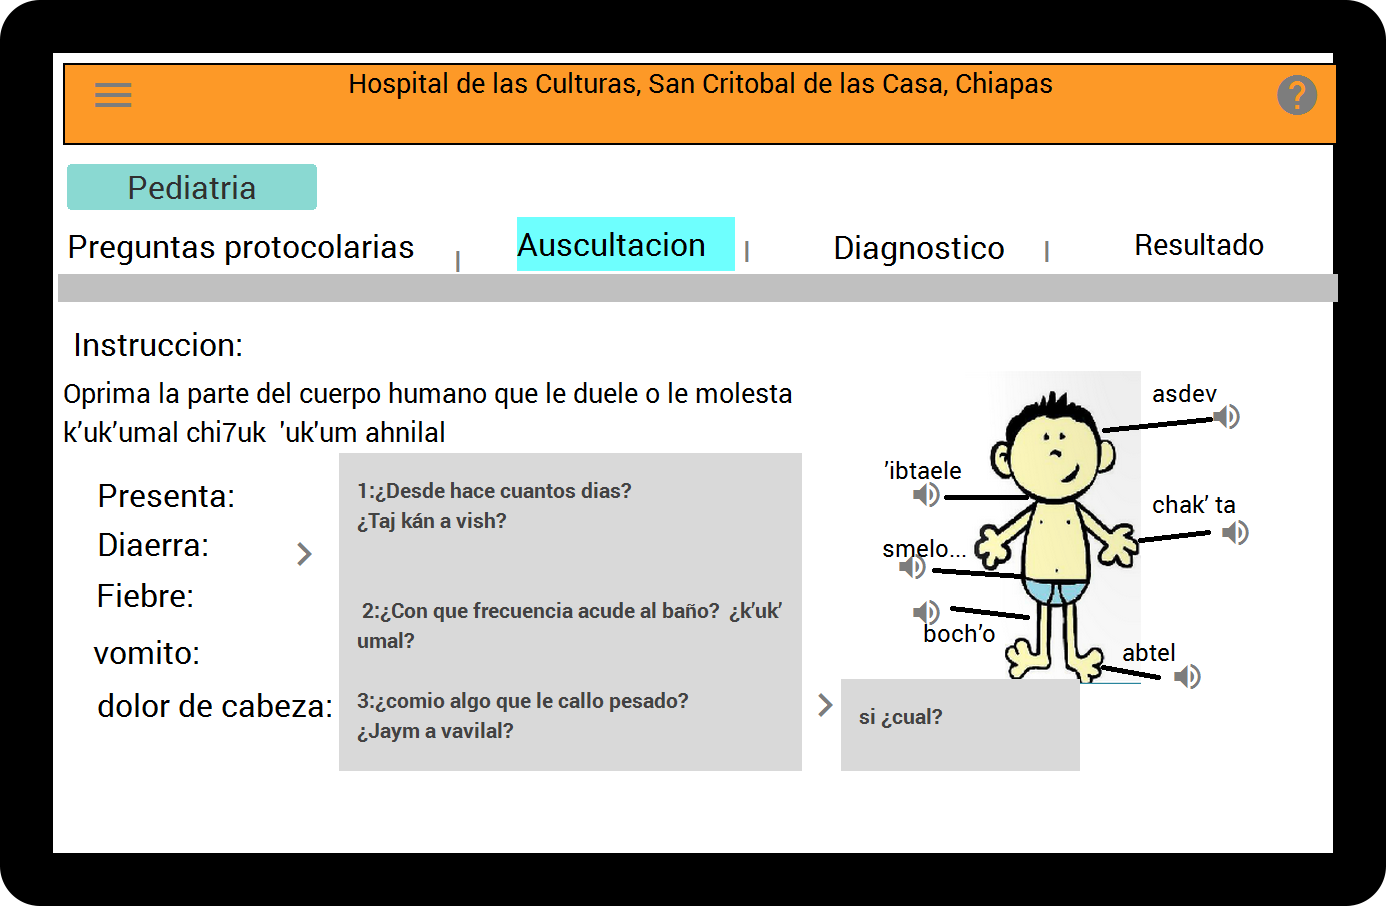 Hospital de las Culturas, San Critobal de las Casa, Chiapas
?
Pediatria
Preguntas protocolarias | Auscultacion | Diagnostico | Resultado
Instruccion:
Oprima la parte del cuerpo humano que le duele o le molesta
k’uk’umal chi7uk 'uk'um ahnilal
Presenta:
Diaerra:
Fiebre:
vomito:
dolor de cabeza:
1:¿Desde hace cuantos dias?
¿Taj kán a vish?
2:¿Con que frecuencia acude al baño? ¿k’uk’
umal?
3:¿comio algo que le callo pesado?
¿Jaym a vavilal?
si ¿cual?
asdev
’ibtaele
chak’ ta
smelo...
boch’o
abtel